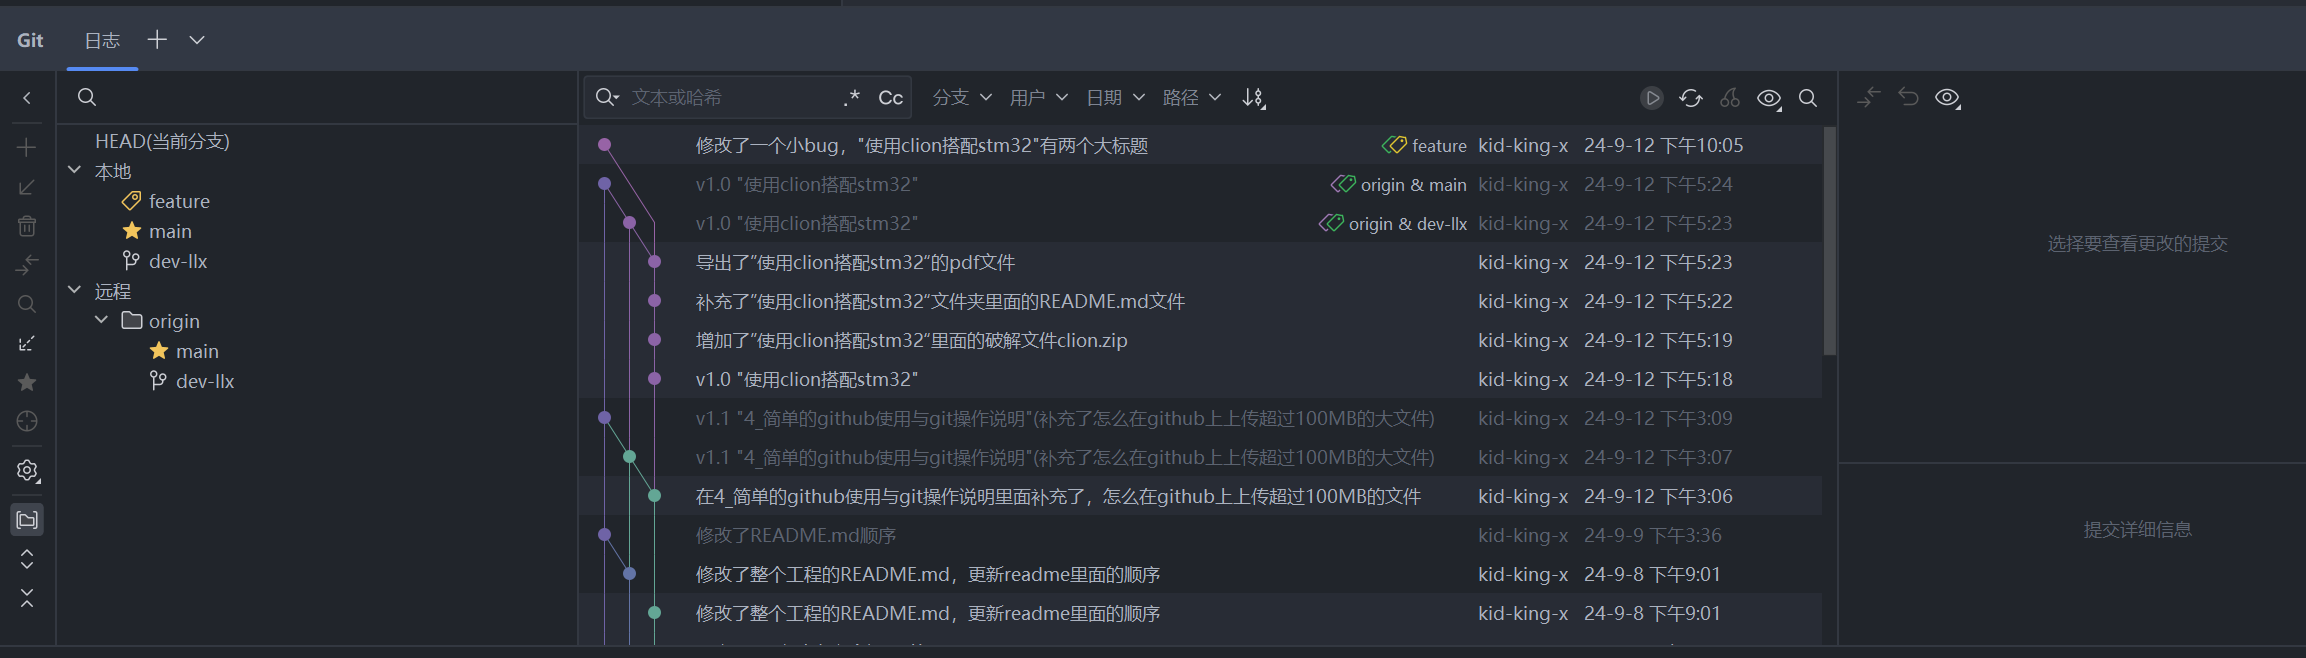 Git 日志
文本或哈希 .* Cc 分支 用户 日期 路径
HEAD(当前分支)
本地
feature
main
dev-llx
远程
origin
main
dev-llx
修改了一个小bug，"使用clion搭配stm32"有两个大标题 feature kid-king-x 24-9-12 下午10:05
v1.0 "使用clion搭配stm32" origin & main kid-king-x 24-9-12 下午5:24
v1.0 "使用clion搭配stm32" origin & dev-llx kid-king-x 24-9-12 下午5:23
导出了”使用clion搭配stm32“的pdf文件 kid-king-x 24-9-12 下午5:23
补充了”使用clion搭配stm32“文件夹里面的README.md文件 kid-king-x 24-9-12 下午5:22
增加了”使用clion搭配stm32“里面的破解文件clion.zip kid-king-x 24-9-12 下午5:19
v1.0 "使用clion搭配stm32" kid-king-x 24-9-12 下午5:18
v1.1 "4_简单的github使用与git操作说明"(补充了怎么在github上上传超过100MB的大文件) kid-king-x 24-9-12 下午3:09
v1.1 "4_简单的github使用与git操作说明"(补充了怎么在github上上传超过100MB的大文件) kid-king-x 24-9-12 下午3:07
在4_简单的github使用与git操作说明里面补充了，怎么在github上上传超过100MB的文件 kid-king-x 24-9-12 下午3:06
修改了README.md顺序 kid-king-x 24-9-9 下午3:36
修改了整个工程的README.md，更新readme里面的顺序 kid-king-x 24-9-8 下午9:01
修改了整个工程的README.md，更新readme里面的顺序 kid-king-x 24-9-8 下午9:01
选择要查看更改的提交
提交详细信息